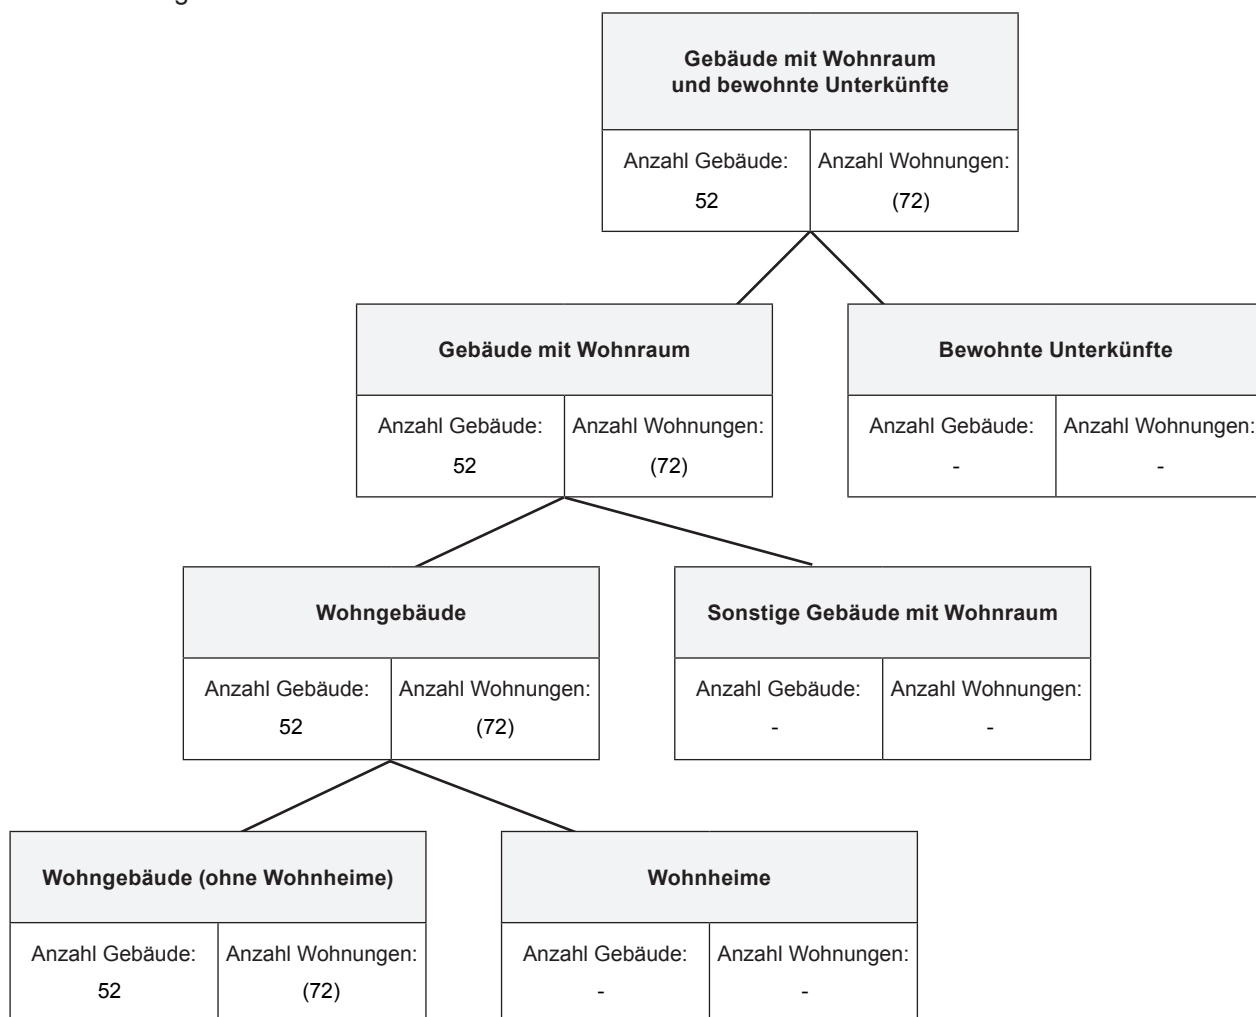 Gebäude mit Wohnraum
und bewohnte Unterkünfte
Anzahl Gebäude: Anzahl Wohnungen:
52 (72)
Gebäude mit Wohnraum Bewohnte Unterkünfte
Anzahl Gebäude: Anzahl Wohnungen: Anzahl Gebäude: Anzahl Wohnungen:
52 (72) - -
Wohngebäude Sonstige Gebäude mit Wohnraum
Anzahl Gebäude: Anzahl Wohnungen: Anzahl Gebäude: Anzahl Wohnungen:
52 (72) - -
Wohngebäude (ohne Wohnheime) Wohnheime
Anzahl Gebäude: Anzahl Wohnungen: Anzahl Gebäude: Anzahl Wohnungen:
52 (72) - -